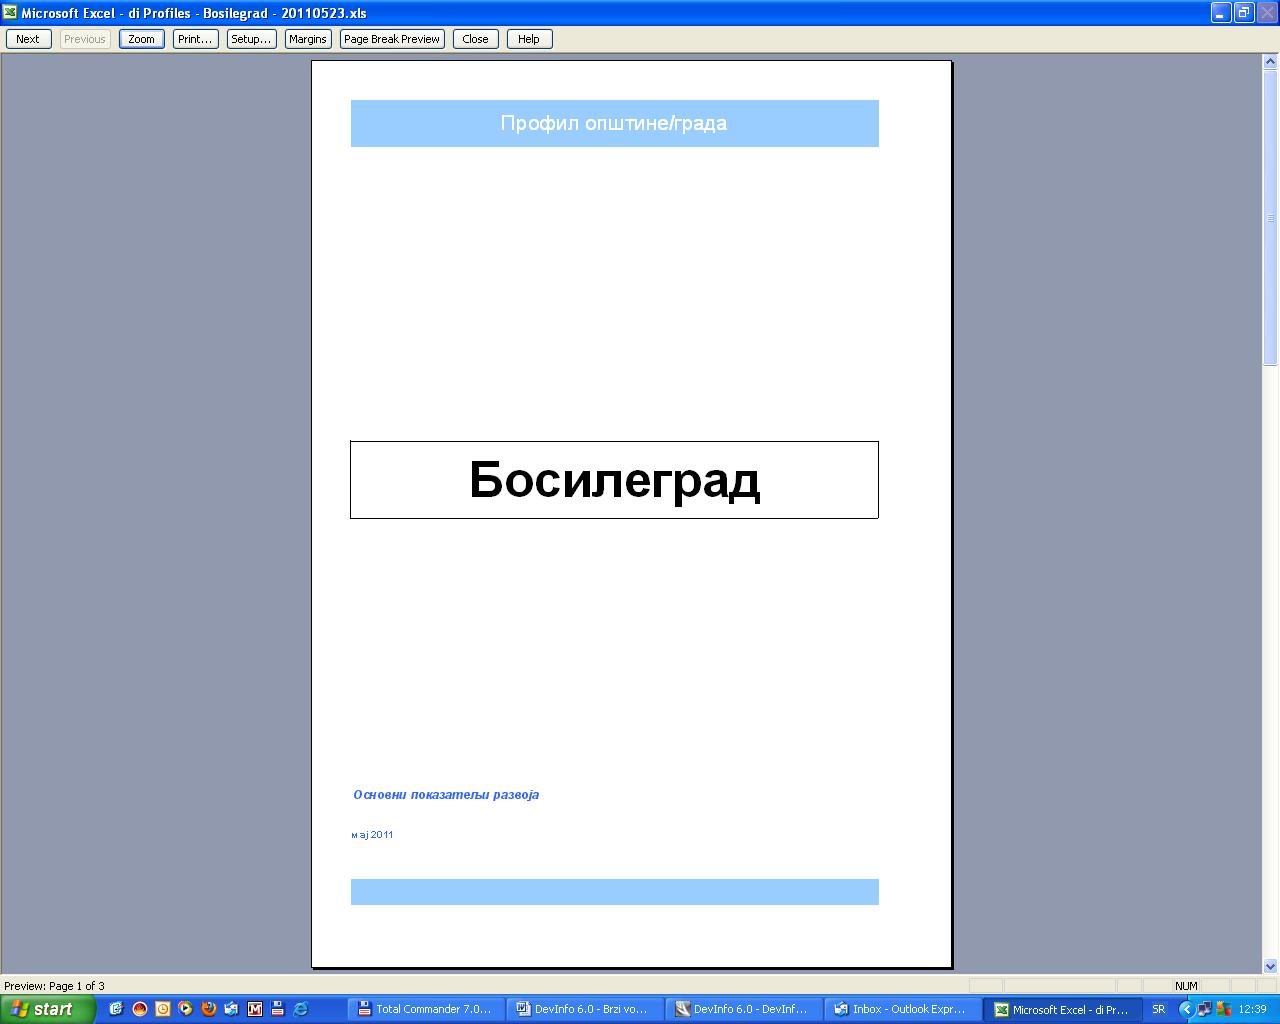 Microsoft Excel - di Profiles - Bosilegrad - 20110523.xls
Next Previous Zoom Print... Setup... Margins Page Break Preview Close Help
Профил општине/града
Босилеград
Основни показатељи развоја
мај 2011
Preview: Page 1 of 3 NUM
start Total Commander 7.0... DevInfo 6.0 - Brzi vo... DevInfo 6.0 - DevInf... Inbox - Outlook Expr... Microsoft Excel - di Pr... SR 12:39